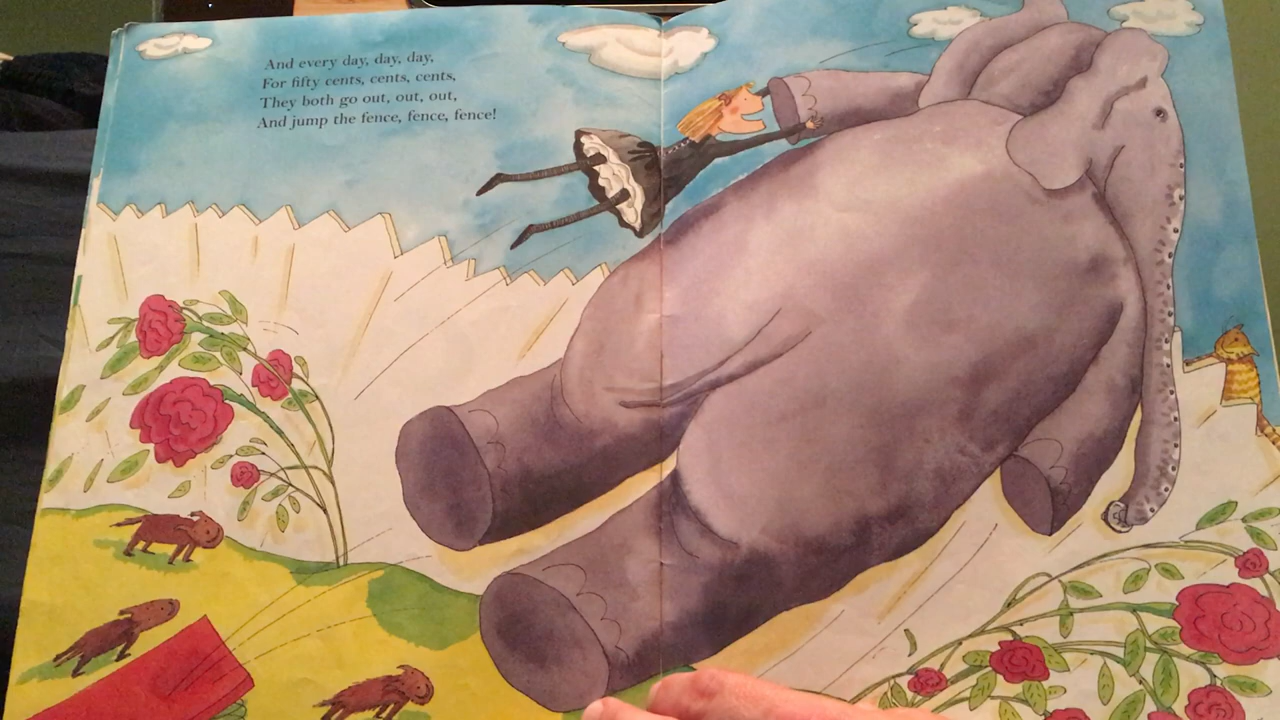 And every day, day, day,
For fifty cents, cents, cents,
They both go out, out, out,
And jump the fence, fence, fence!